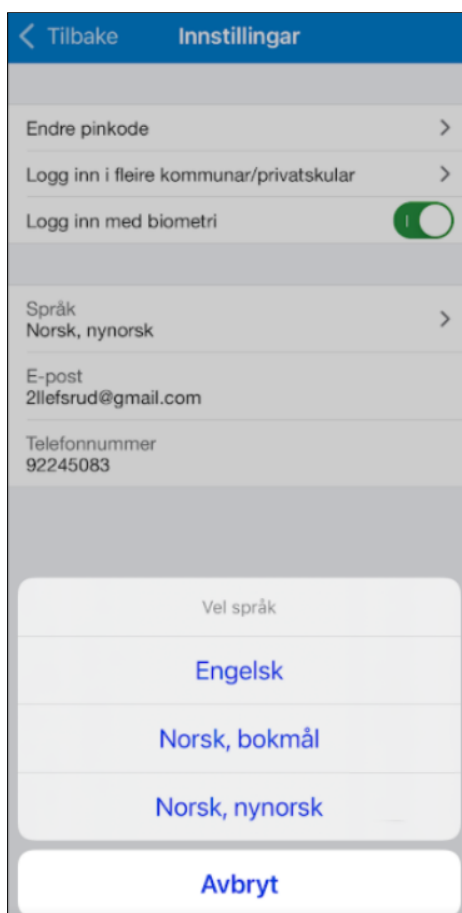 Tilbake
Innstillingar
Endre pinkode
Logg inn i fleire kommunar/privatskular
Logg inn med biometri
Språk
Norsk, nynorsk
E-post
2llefsrud@gmail.com
Telefonnummer
92245083
Vel språk
Engelsk
Norsk, bokmål
Norsk, nynorsk
Avbryt